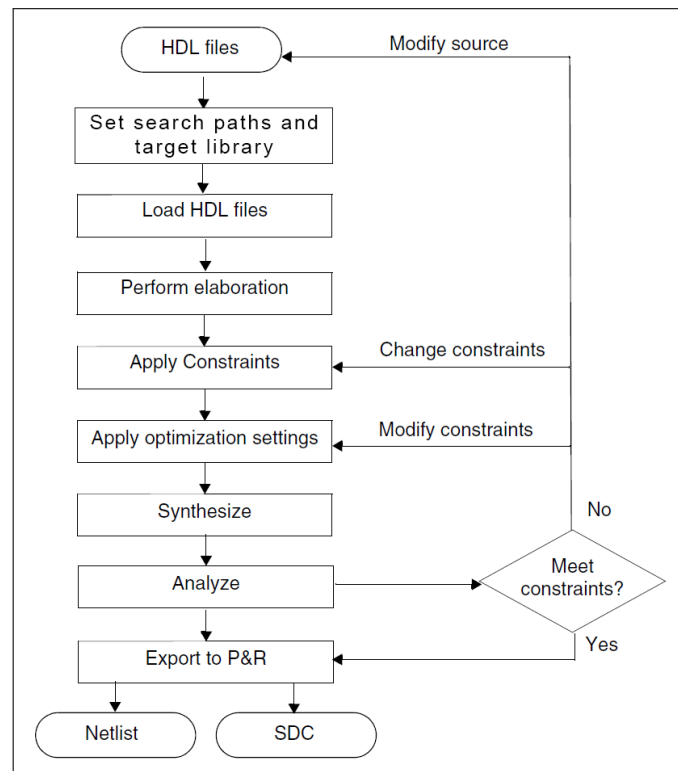 HDL files
Modify source
Set search paths and
target library
Load HDL files
Perform elaboration
Apply Constraints
Change constraints
Apply optimization settings
Modify constraints
Synthesize
No
Analyze
Meet
constraints?
Yes
Export to P&R
Netlist
SDC